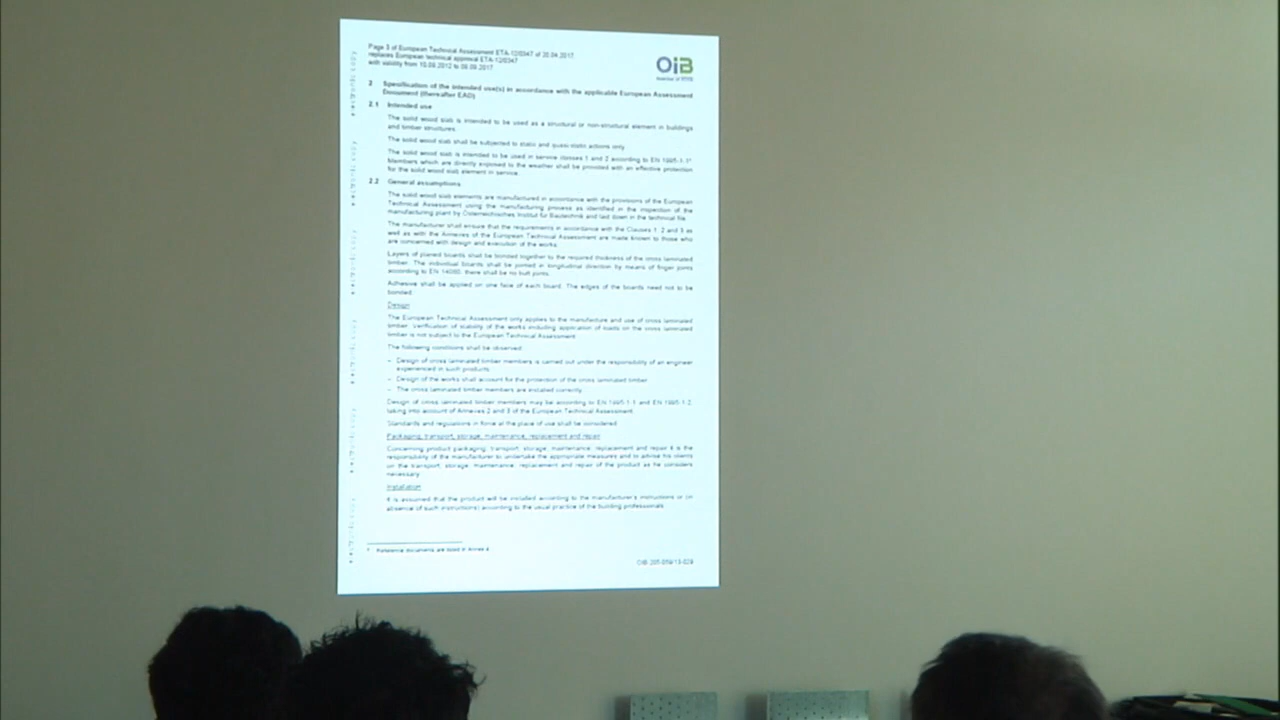 Page 3 of European Technical Assessment ETA-12/0347 of 20.04.2017
replaces European technical approval ETA-12/0347
with validity from 10.09.2012 to 09.09.2017
OiB
Member of EOTA
2 Specification of the intended use(s) in accordance with the applicable European Assessment
Document (thereafter EAD)
2.1 Intended use
The solid wood slab is intended to be used as a structural or non-structural element in buildings
and timber structures.
The solid wood slab shall be subjected to static and quasi-static actions only.
The solid wood slab is intended to be used in service classes 1 and 2 according to EN 1995-1-1*.
Members which are directly exposed to the weather shall be provided with an effective protection
for the solid wood slab element in service.
2.2 General assumptions
The solid wood slab elements are manufactured in accordance with the provisions of the European
Technical Assessment using the manufacturing process as identified in the inspection of the
manufacturing plant by Österreichisches Institut für Bautechnik and laid down in the technical file.
The manufacturer shall ensure that the requirements in accordance with the Clauses 1, 2 and 3 as
well as with the Annexes of the European Technical Assessment are made known to those who
are concerned with design and execution of the works.
Layers of planed boards shall be bonded together to the required thickness of the cross laminated
timber. The individual boards shall be jointed in longitudinal direction by means of finger joints
according to EN 14080, there shall be no butt joints.
Adhesive shall be applied on one face of each board. The edges of the boards need not to be
bonded.
Design
The European Technical Assessment only applies to the manufacture and use of cross laminated
timber. Verification of stability of the works including application of loads on the cross laminated
timber is not subject to the European Technical Assessment.
The following conditions shall be observed:
– Design of cross laminated timber members is carried out under the responsibility of an engineer
experienced in such products.
– Design of the works shall account for the protection of the cross laminated timber.
– The cross laminated timber members are installed correctly.
Design of cross laminated timber members may be according to EN 1995-1-1 and EN 1995-1-2,
taking into account of Annexes 2 and 3 of the European Technical Assessment.
Standards and regulations in force at the place of use shall be considered.
Packaging, transport, storage, maintenance, replacement and repair
Concerning product packaging, transport, storage, maintenance, replacement and repair it is the
responsibility of the manufacturer to undertake the appropriate measures and to advise his clients
on the transport, storage, maintenance, replacement and repair of the product as he considers
necessary.
Installation
It is assumed that the product will be installed according to the manufacturer's instructions or (in
absence of such instructions) according to the usual practice of the building professionals.
* Reference documents are listed in Annex 4.
OIB-205-059/13-029